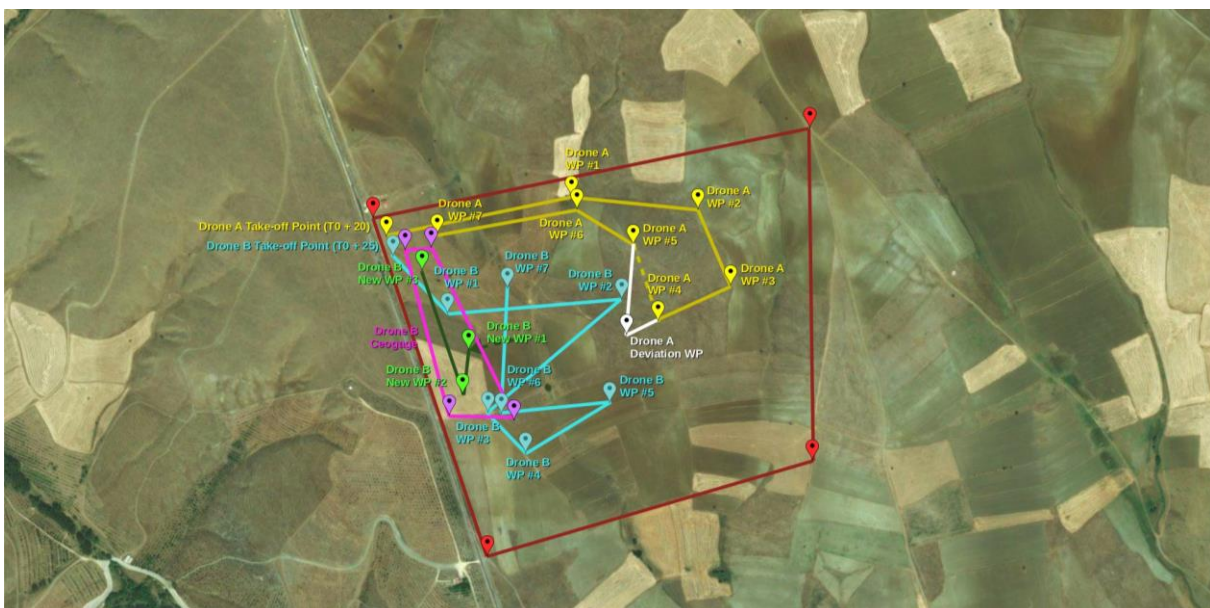 Drone A
WP #1
Drone A
WP #2
Drone A
WP #7
Drone A Take-off Point (T0 + 20)
Drone A
WP #6
Drone A
WP #5
Drone B Take-off Point (T0 + 25)
Drone B
New WP #3
Drone B
WP #1
Drone B
WP #7
Drone B
WP #2
Drone A
WP #4
Drone A
WP #3
Drone B
Geogage
Drone B
New WP #1
Drone A
Deviation WP
Drone B
New WP #2
Drone B
WP #6
Drone B
WP #5
Drone B
WP #3
Drone B
WP #4